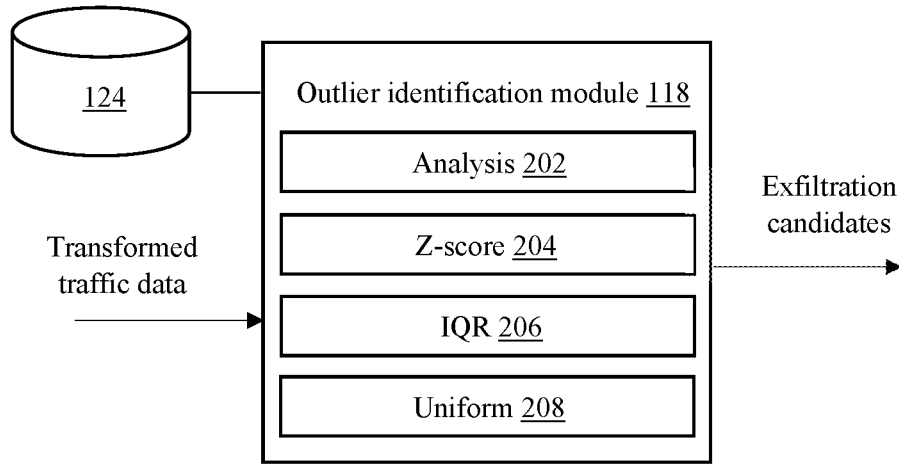 124
Outlier identification module 118
Analysis 202
Z-score 204
IQR 206
Uniform 208
Transformed
traffic data
Exfiltration
candidates